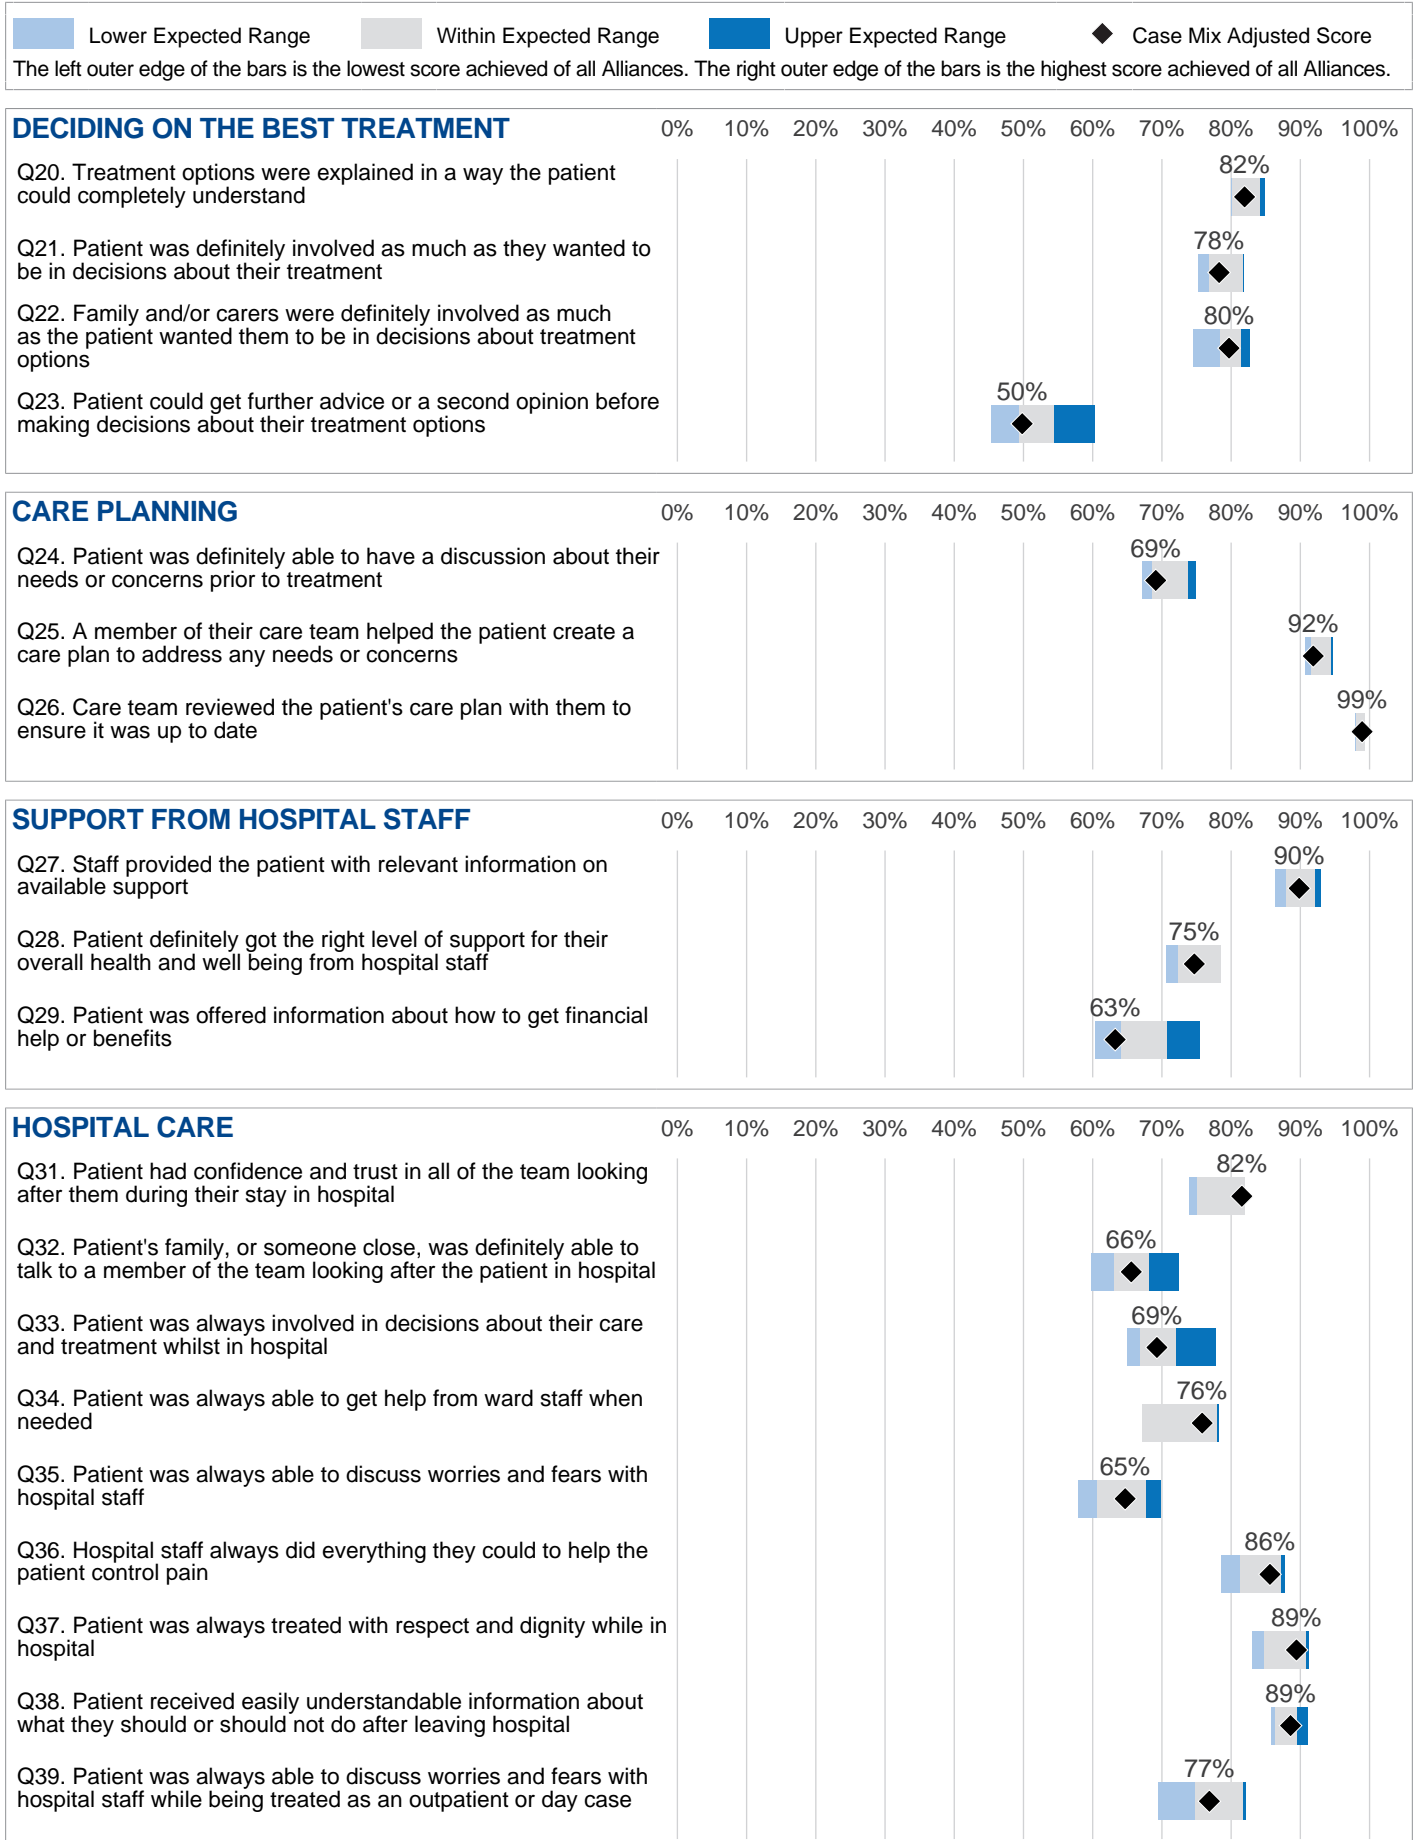 Lower Expected Range Within Expected Range Upper Expected Range Case Mix Adjusted Score
The left outer edge of the bars is the lowest score achieved of all Alliances. The right outer edge of the bars is the highest score achieved of all Alliances.
DECIDING ON THE BEST TREATMENT 0% 10% 20% 30% 40% 50% 60% 70% 80% 90% 100%
82%
Q20. Treatment options were explained in a way the patient
could completely understand
78%
Q21. Patient was definitely involved as much as they wanted to
be in decisions about their treatment
80%
Q22. Family and/or carers were definitely involved as much
as the patient wanted them to be in decisions about treatment
options
50%
Q23. Patient could get further advice or a second opinion before
making decisions about their treatment options
CARE PLANNING 0% 10% 20% 30% 40% 50% 60% 70% 80% 90% 100%
69%
Q24. Patient was definitely able to have a discussion about their
needs or concerns prior to treatment
92%
Q25. A member of their care team helped the patient create a
care plan to address any needs or concerns
99%
Q26. Care team reviewed the patient's care plan with them to
ensure it was up to date
SUPPORT FROM HOSPITAL STAFF 0% 10% 20% 30% 40% 50% 60% 70% 80% 90% 100%
90%
Q27. Staff provided the patient with relevant information on
available support
75%
Q28. Patient definitely got the right level of support for their
overall health and well being from hospital staff
63%
Q29. Patient was offered information about how to get financial
help or benefits
HOSPITAL CARE 0% 10% 20% 30% 40% 50% 60% 70% 80% 90% 100%
82%
Q31. Patient had confidence and trust in all of the team looking
after them during their stay in hospital
66%
Q32. Patient's family, or someone close, was definitely able to
talk to a member of the team looking after the patient in hospital
69%
Q33. Patient was always involved in decisions about their care
and treatment whilst in hospital
76%
Q34. Patient was always able to get help from ward staff when
needed
65%
Q35. Patient was always able to discuss worries and fears with
hospital staff
86%
Q36. Hospital staff always did everything they could to help the
patient control pain
89%
Q37. Patient was always treated with respect and dignity while in
hospital
89%
Q38. Patient received easily understandable information about
what they should or should not do after leaving hospital
77%
Q39. Patient was always able to discuss worries and fears with
hospital staff while being treated as an outpatient or day case